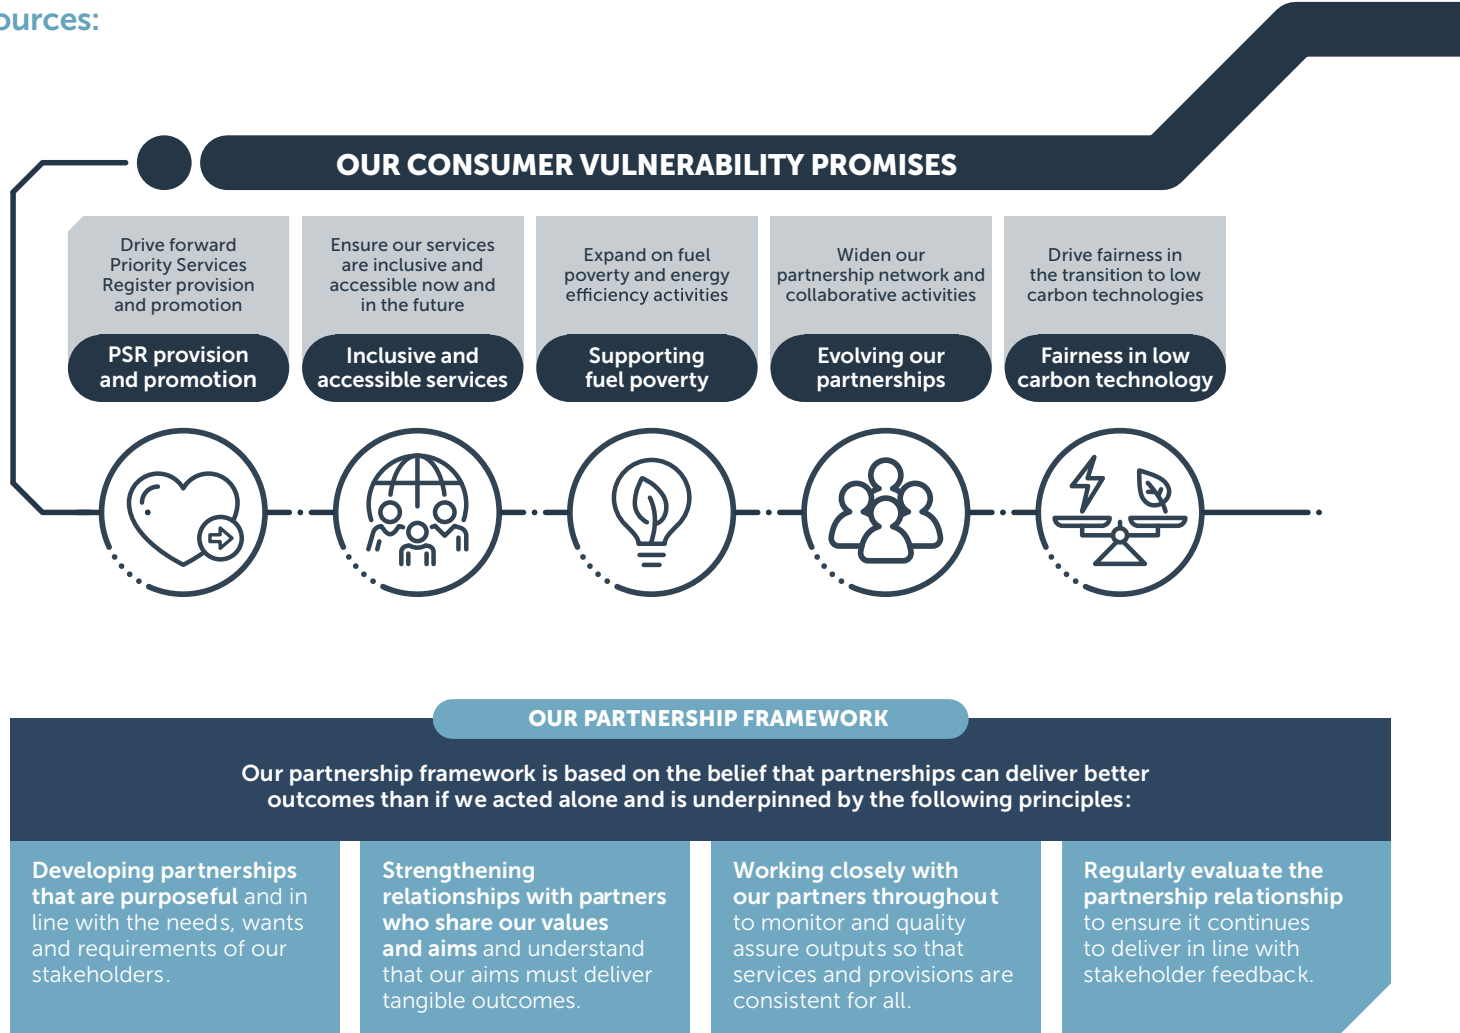 ources:
OUR CONSUMER VULNERABILITY PROMISES
Drive forward
Priority Services
Register provision
and promotion
PSR provision
and promotion
Ensure our services
are inclusive and
accessible now and
in the future
Inclusive and
accessible services
Expand on fuel
poverty and energy
efficiency activities
Supporting
fuel poverty
Widen our
partnership network and
collaborative activities
Evolving our
partnerships
Drive fairness in
the transition to low
carbon technologies
Fairness in low
carbon technology
OUR PARTNERSHIP FRAMEWORK
Our partnership framework is based on the belief that partnerships can deliver better
outcomes than if we acted alone and is underpinned by the following principles:
Developing partnerships
that are purposeful and in
line with the needs, wants
and requirements of our
stakeholders.
Strengthening
relationships with partners
who share our values
and aims and understand
that our aims must deliver
tangible outcomes.
Working closely with
our partners throughout
to monitor and quality
assure outputs so that
services and provisions are
consistent for all.
Regularly evaluate the
partnership relationship
to ensure it continues
to deliver in line with
stakeholder feedback.